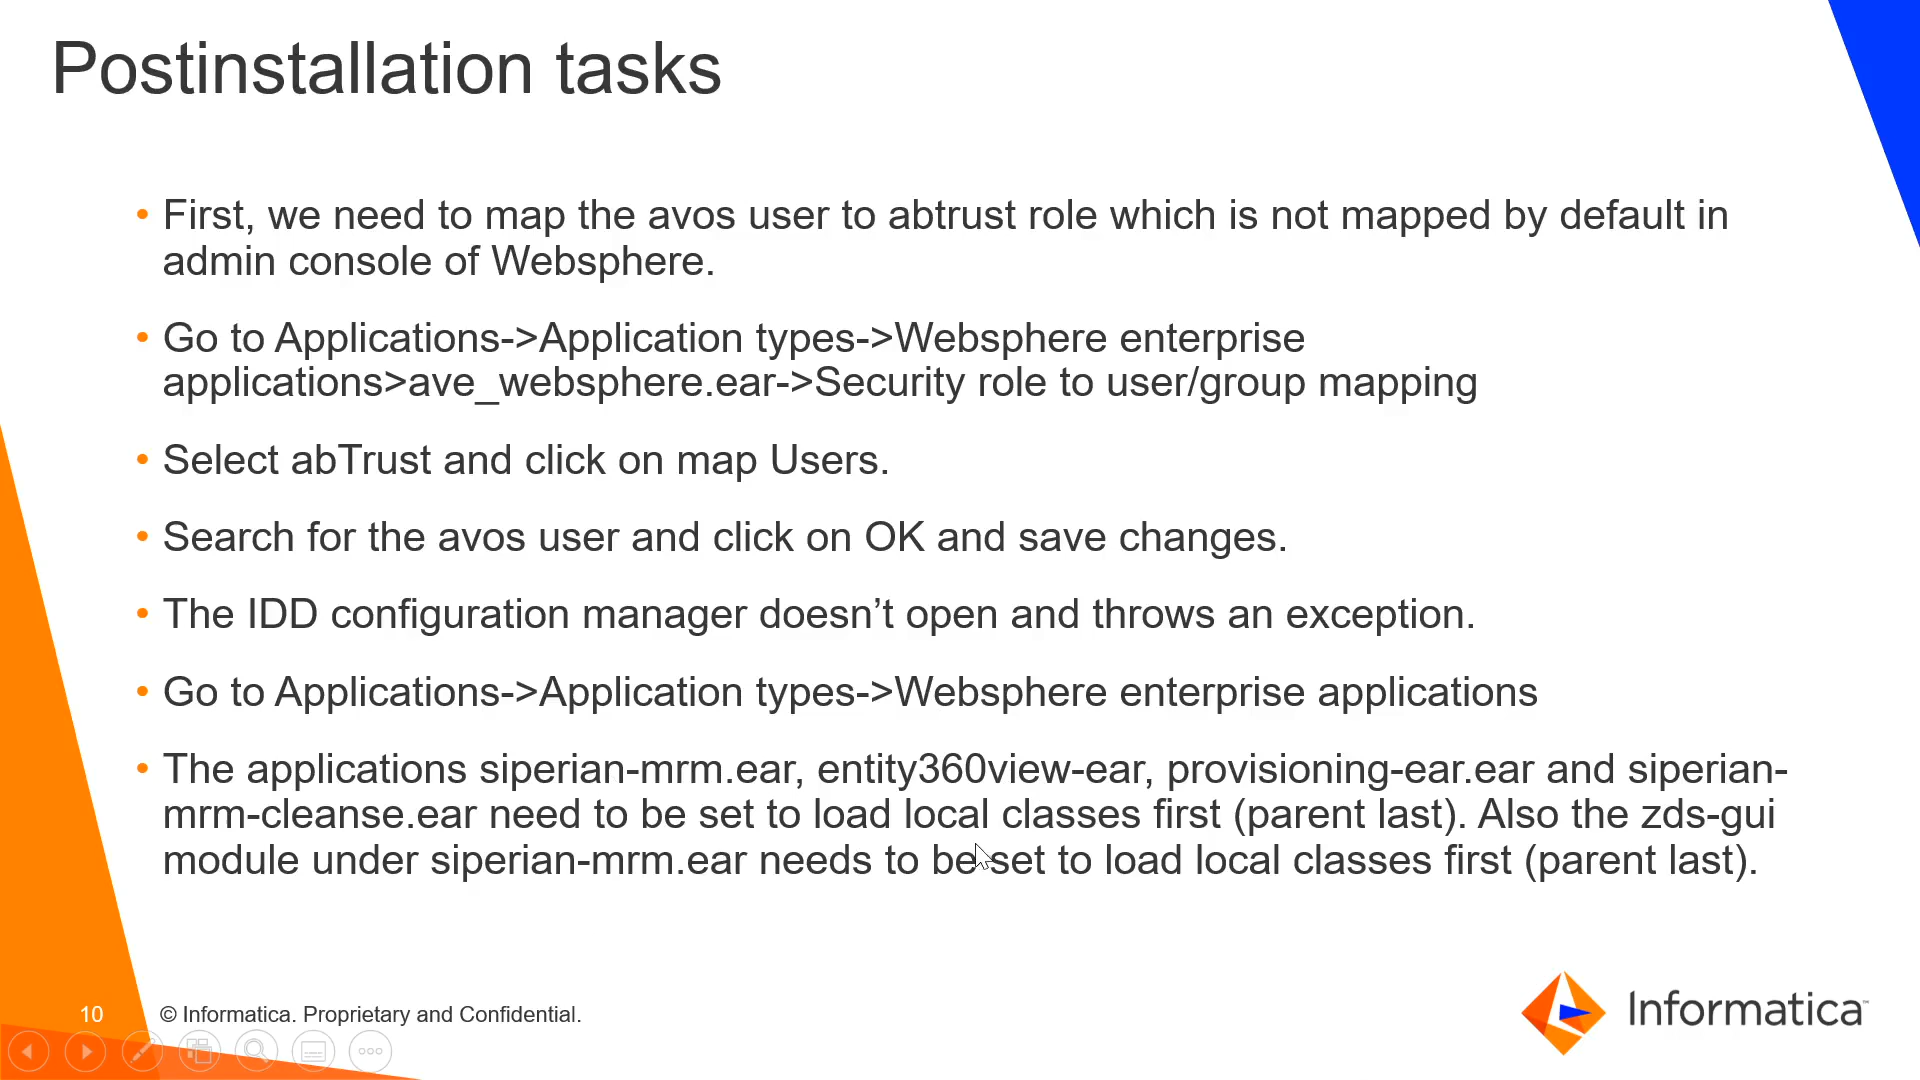 Postinstallation tasks
• First, we need to map the avos user to abtrust role which is not mapped by default in
admin console of Websphere.
• Go to Applications->Application types->Websphere enterprise
applications>ave_websphere.ear->Security role to user/group mapping
• Select abTrust and click on map Users.
• Search for the avos user and click on OK and save changes.
• The IDD configuration manager doesn’t open and throws an exception.
• Go to Applications->Application types->Websphere enterprise applications
• The applications siperian-mrm.ear, entity360view-ear, provisioning-ear.ear and siperian-
mrm-cleanse.ear need to be set to load local classes first (parent last). Also the zds-gui
module under siperian-mrm.ear needs to be set to load local classes first (parent last).
10 © Informatica. Proprietary and Confidential.
Informatica™